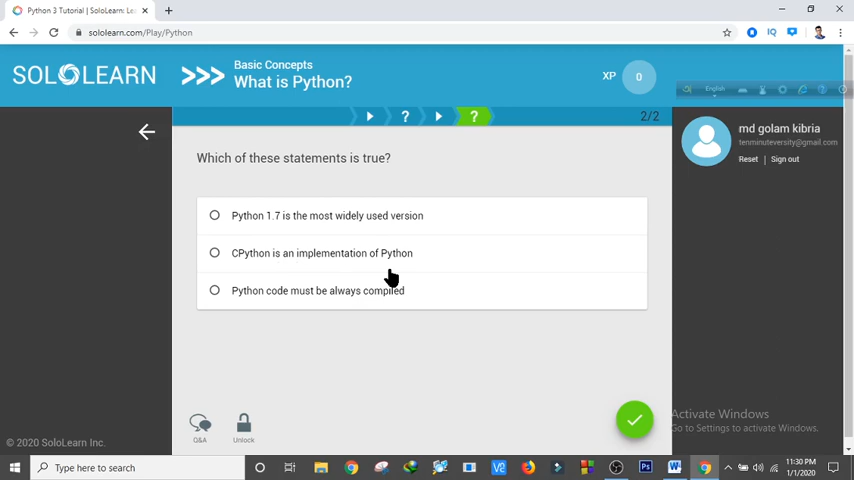 Python 3 Tutorial | SoloLearn: Le
sololearn.com/Play/Python
IQ
SOLOLEARN
Basic Concepts
What is Python?
XP
0
English
?
?
2/2
md golam kibria
tenminuteversity@gmail.com
Reset | Sign out
Which of these statements is true?
Python 1.7 is the most widely used version
CPython is an implementation of Python
Python code must be always compiled
Q&A
Unlock
Activate Windows
Go to Settings to activate Windows.
© 2020 SoloLearn Inc.
Type here to search
Ps
W
11:30 PM
1/1/2020